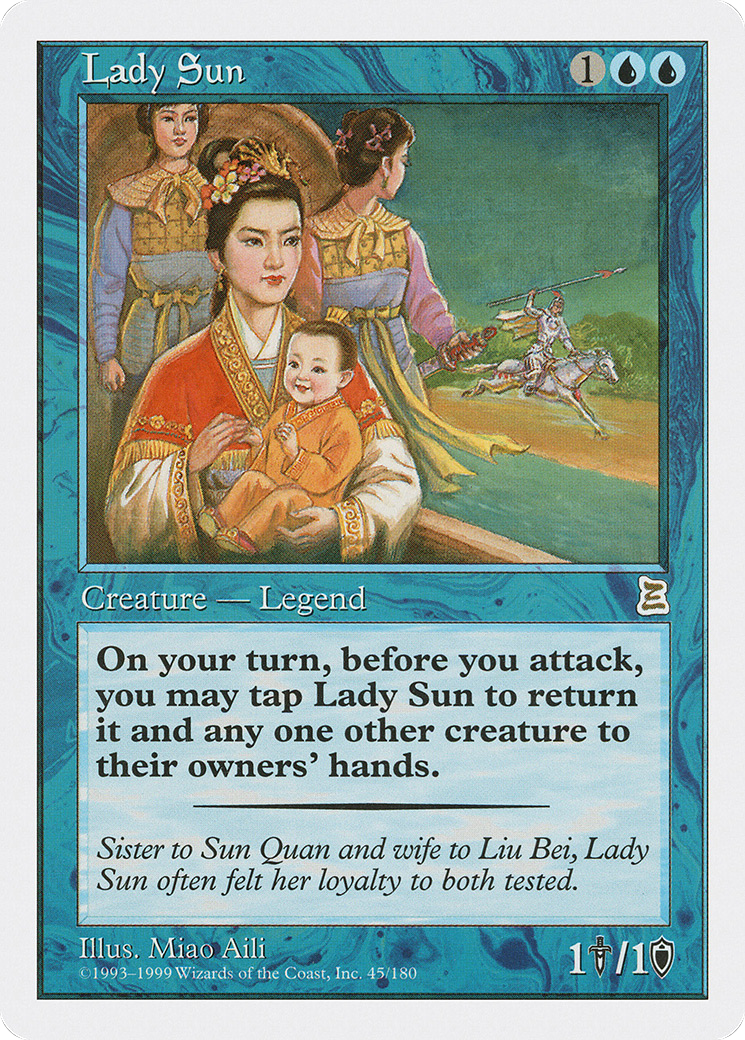 Lady Sun
1
Creature — Legend
On your turn, before you attack,
you may tap Lady Sun to return
it and any one other creature to
their owners’ hands.
Sister to Sun Quan and wife to Liu Bei, Lady
Sun often felt her loyalty to both tested.
Illus. Miao Aili
©1993–1999 Wizards of the Coast, Inc. 45/180
1/1